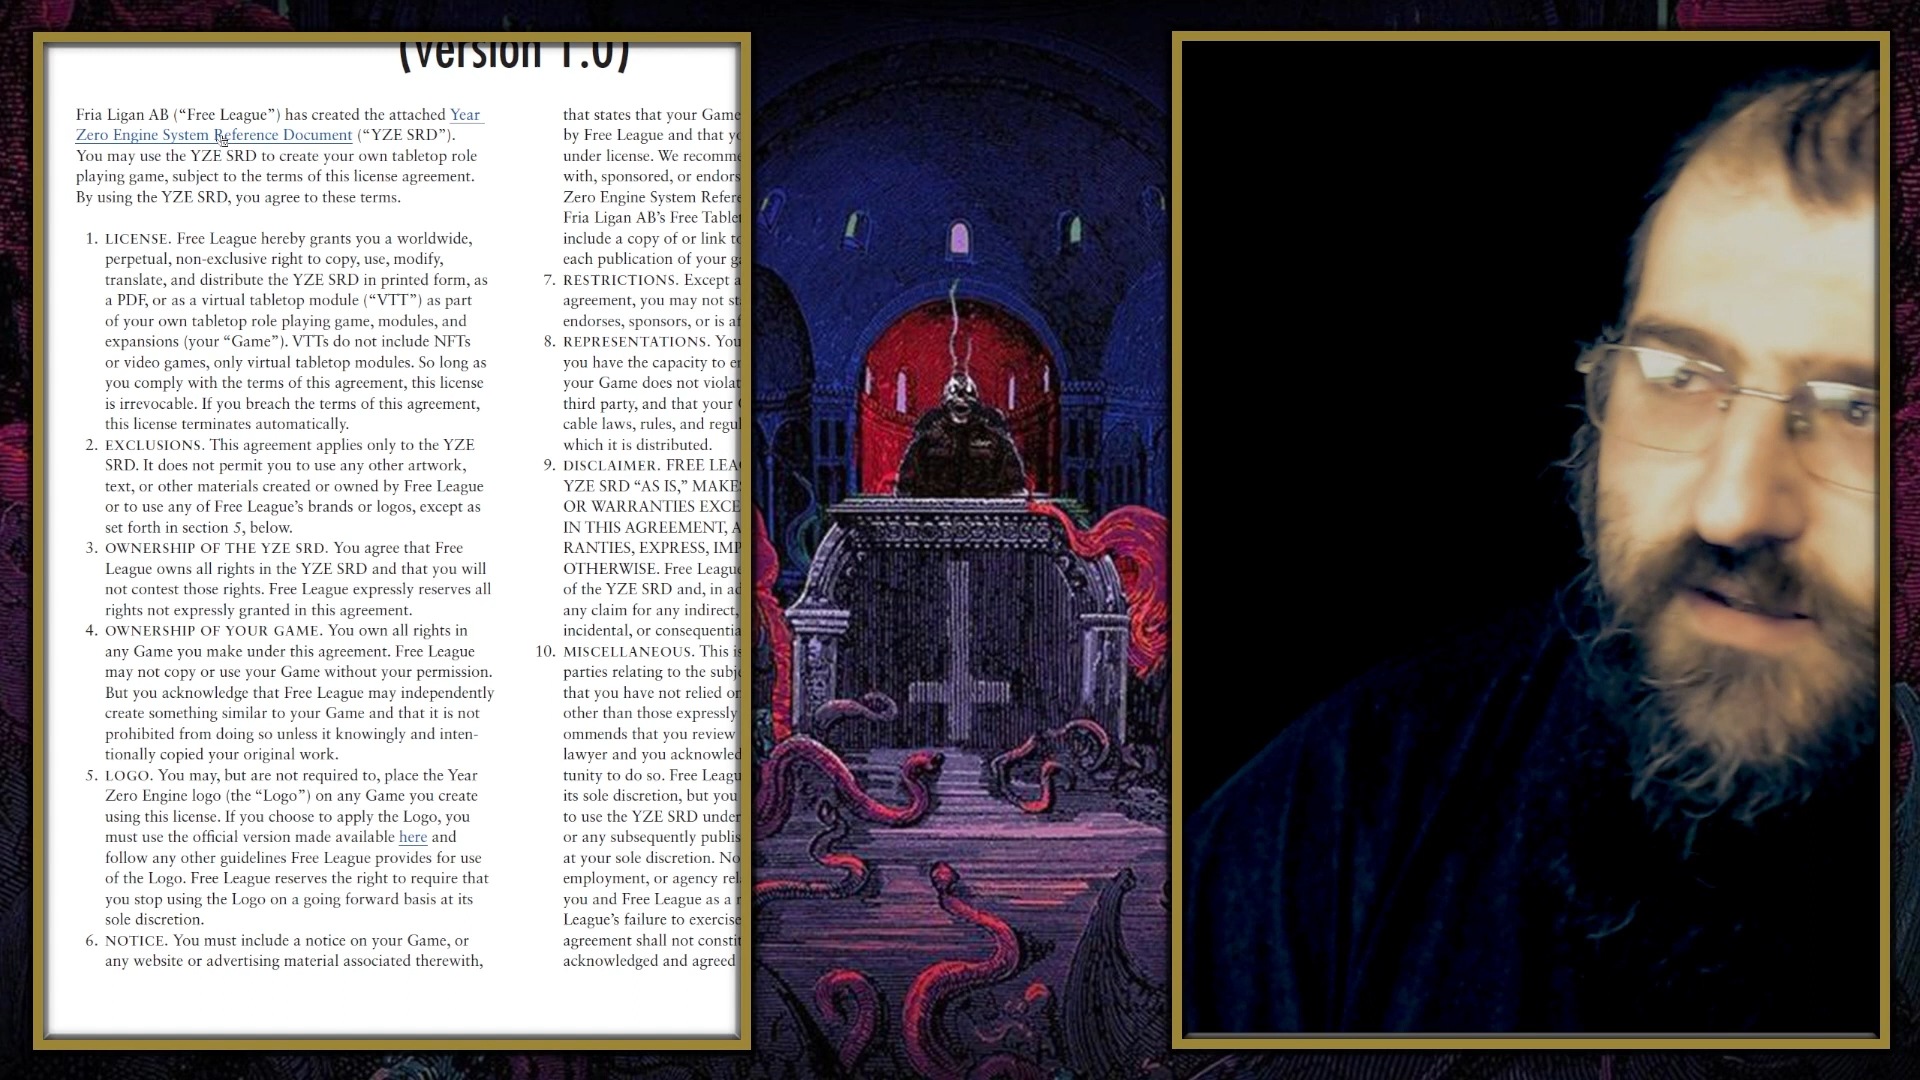 (version 1.0)
Fria Ligan AB (“Free League”) has created the attached Year
Zero Engine System Reference Document (“YZE SRD”).
You may use the YZE SRD to create your own tabletop role
playing game, subject to the terms of this license agreement.
By using the YZE SRD, you agree to these terms.
1. LICENSE. Free League hereby grants you a worldwide,
perpetual, non-exclusive right to copy, use, modify,
translate, and distribute the YZE SRD in printed form, as
a PDF, or as a virtual tabletop module (“VTT”) as part
of your own tabletop role playing game, modules, and
expansions (your “Game”). VTTs do not include NFTs
or video games, only virtual tabletop modules. So long as
you comply with the terms of this agreement, this license
is irrevocable. If you breach the terms of this agreement,
this license terminates automatically.
2. EXCLUSIONS. This agreement applies only to the YZE
SRD. It does not permit you to use any other artwork,
text, or other materials created or owned by Free League
or to use any of Free League’s brands or logos, except as
set forth in section 5, below.
3. OWNERSHIP OF THE YZE SRD. You agree that Free
League owns all rights in the YZE SRD and that you will
not contest those rights. Free League expressly reserves all
rights not expressly granted in this agreement.
4. OWNERSHIP OF YOUR GAME. You own all rights in
any Game you make under this agreement. Free League
may not copy or use your Game without your permission.
But you acknowledge that Free League may independently
create something similar to your Game and that it is not
prohibited from doing so unless it knowingly and inten-
tionally copied your original work.
5. LOGO. You may, but are not required to, place the Year
Zero Engine logo (the “Logo”) on any Game you create
using this license. If you choose to apply the Logo, you
must use the official version made available here and
follow any other guidelines Free League provides for use
of the Logo. Free League reserves the right to require that
you stop using the Logo on a going forward basis at its
sole discretion.
6. NOTICE. You must include a notice on your Game, or
any website or advertising material associated therewith,
that states that your Game
by Free League and that
under license. We
with, sponsored, or
Zero Engine System
Fria Ligan AB’s Free
include a copy of or link
each publication of your
7. RESTRICTIONS. Except
agreement, you may not
endorses, sponsors, or is
8. REPRESENTATIONS. You
you have the capacity to
your Game does not
third party, and that your
cable laws, rules, and
which it is distributed.
9. DISCLAIMER. FREE
YZE SRD “AS IS,”
OR WARRANTIES
IN THIS AGREEMENT,
RANTIES, EXPRESS,
OTHERWISE. Free League
of the YZE SRD and, in
any claim for any indirect,
incidental, or
10. MISCELLANEOUS. This is
parties relating to the
that you have not relied
other than those expressly
ommends that you review
lawyer and you
tunity to do so. Free
its sole discretion, but you
to use the YZE SRD under
or any subsequently
at your sole discretion. No
employment, or agency
you and Free League as a
League’s failure to exercise
agreement shall not
acknowledged and agreed